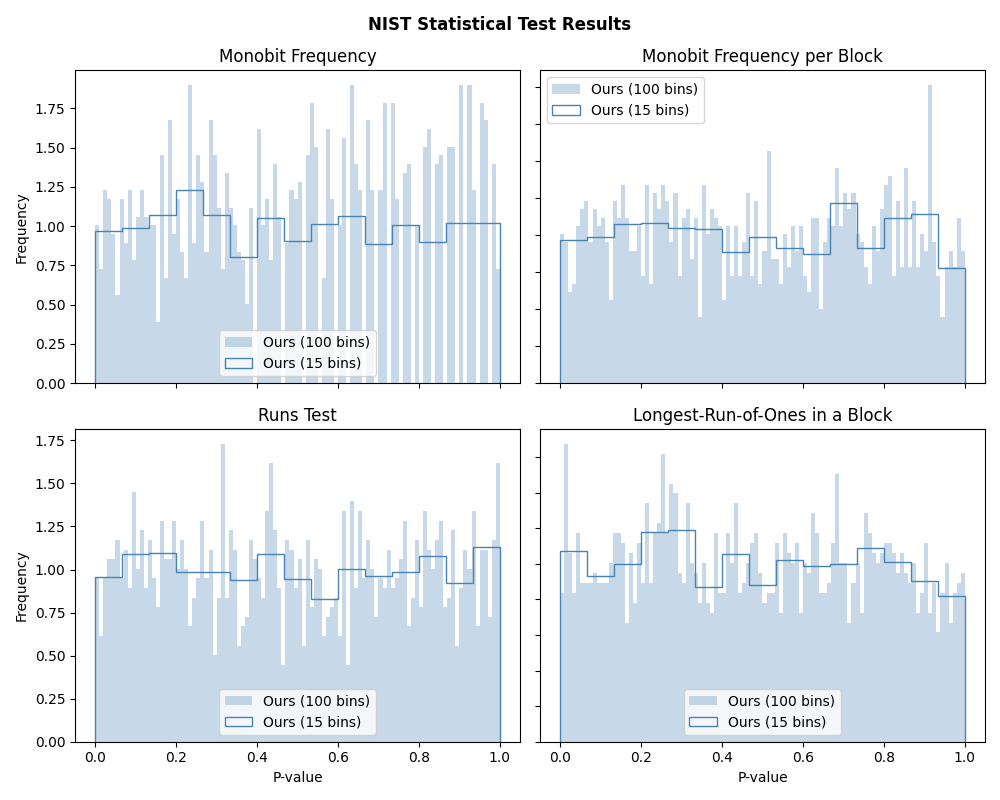 NIST Statistical Test Results
Monobit Frequency
Monobit Frequency per Block
Frequency
1.75
1.50
1.25
1.00
0.75
0.50
0.25
0.00
Ours (100 bins)
Ours (15 bins)
Ours (100 bins)
Ours (15 bins)
Runs Test
Longest-Run-of-Ones in a Block
Frequency
1.75
1.50
1.25
1.00
0.75
0.50
0.25
0.00
Ours (100 bins)
Ours (15 bins)
Ours (100 bins)
Ours (15 bins)
0.0 0.2 0.4 0.6 0.8 1.0
0.0 0.2 0.4 0.6 0.8 1.0
P-value
P-value